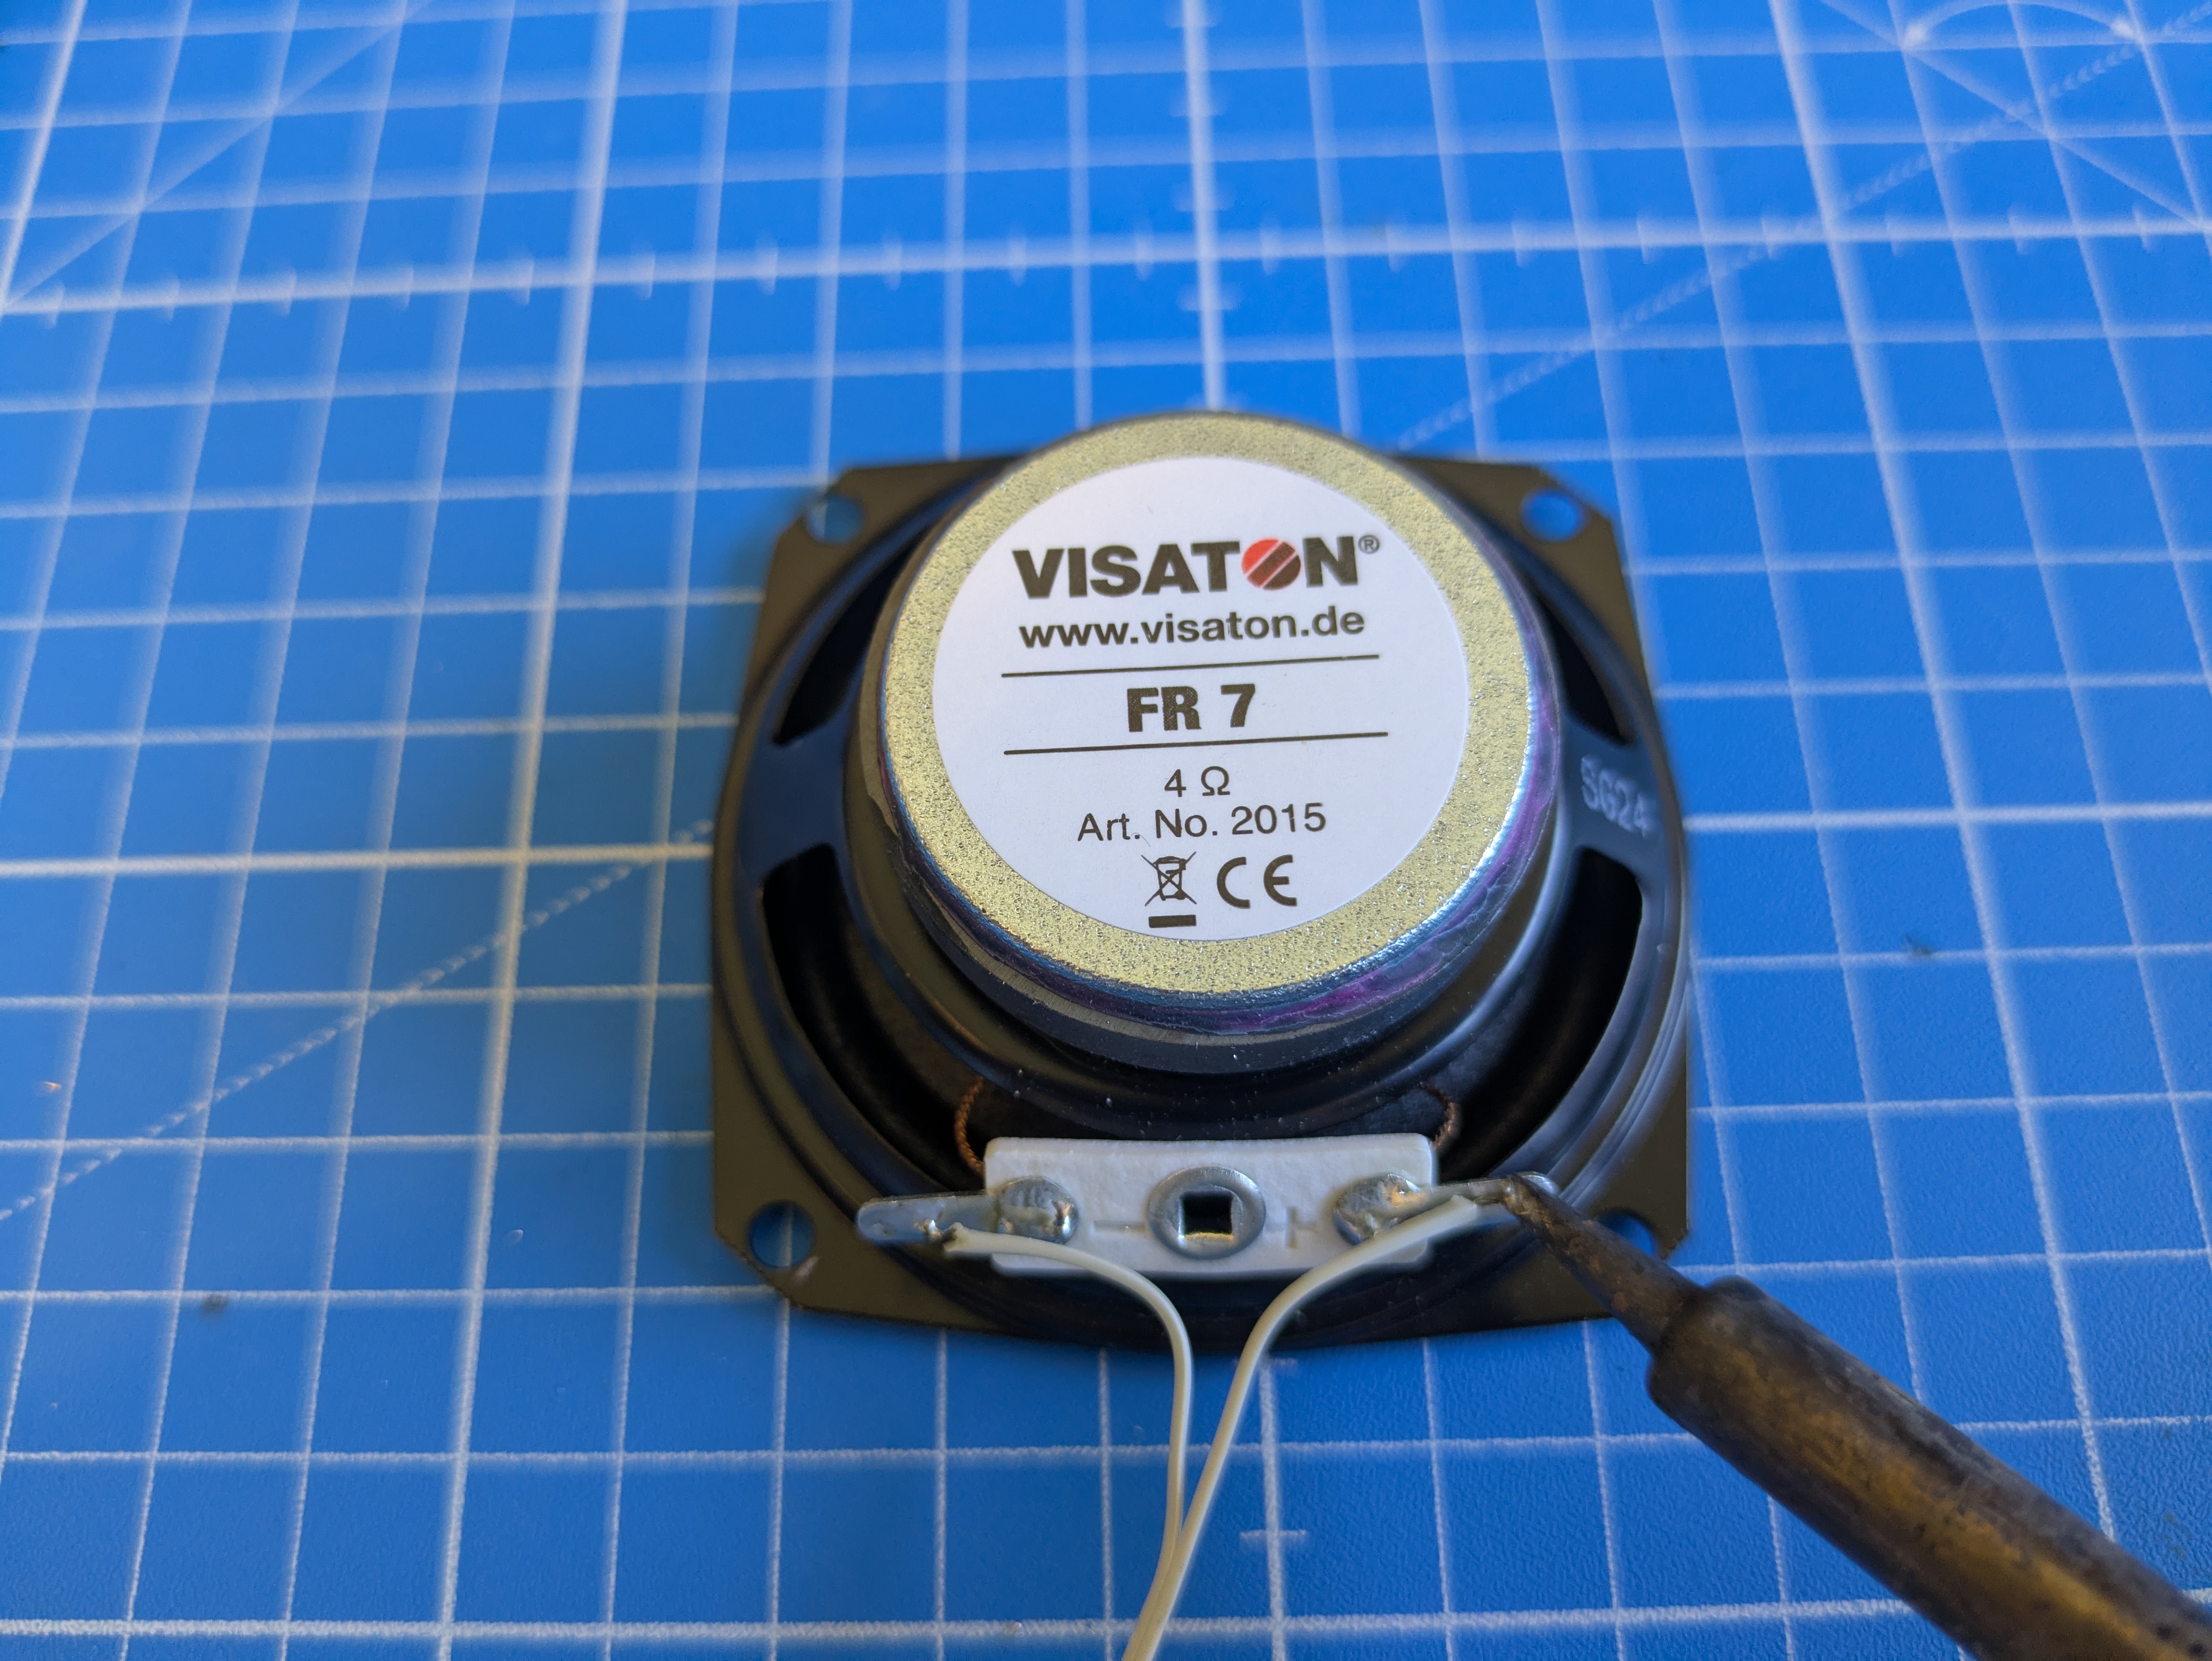 VISATON®
www.visaton.de
FR 7
4 Ω
Art. No. 2015
CE
SG24
- +